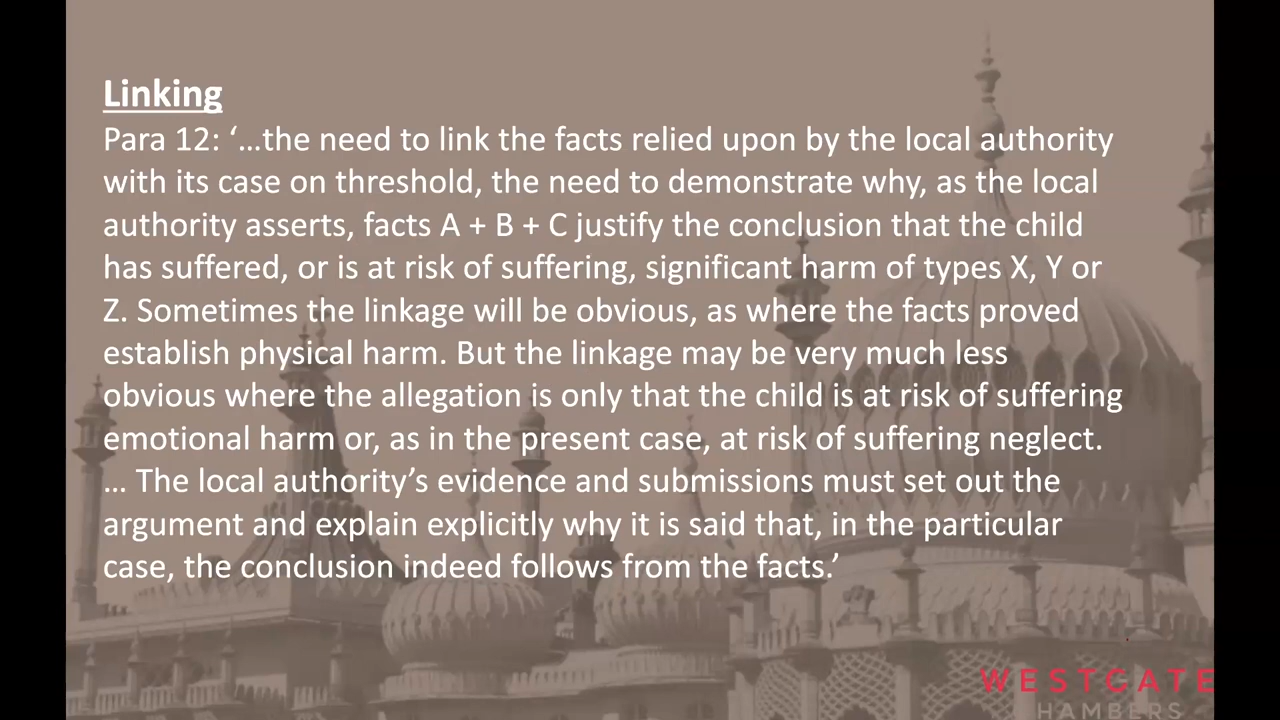 Linking
Para 12: ‘…the need to link the facts relied upon by the local authority
with its case on threshold, the need to demonstrate why, as the local
authority asserts, facts A + B + C justify the conclusion that the child
has suffered, or is at risk of suffering, significant harm of types X, Y or
Z. Sometimes the linkage will be obvious, as where the facts proved
establish physical harm. But the linkage may be very much less
obvious where the allegation is only that the child is at risk of suffering
emotional harm or, as in the present case, at risk of suffering neglect.
… The local authority’s evidence and submissions must set out the
argument and explain explicitly why it is said that, in the particular
case, the conclusion indeed follows from the facts.’
WESTGATE
HAMBERS